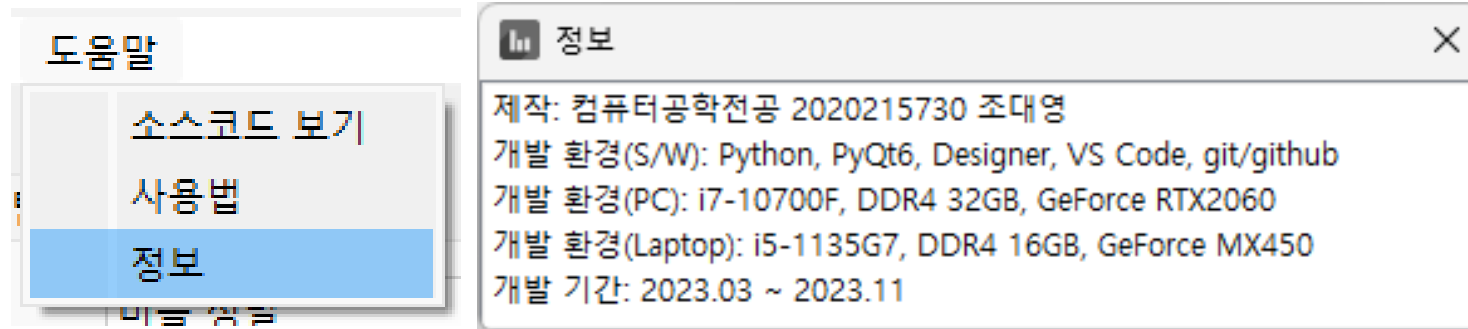 도움말
소스코드 보기
사용법
정보
정보
제작: 컴퓨터공학전공 2020215730 조대영
개발 환경(S/W): Python, PyQt6, Designer, VS Code, git/github
개발 환경(PC): i7-10700F, DDR4 32GB, GeForce RTX2060
개발 환경(Laptop): i5-1135G7, DDR4 16GB, GeForce MX450
개발 기간: 2023.03 ~ 2023.11